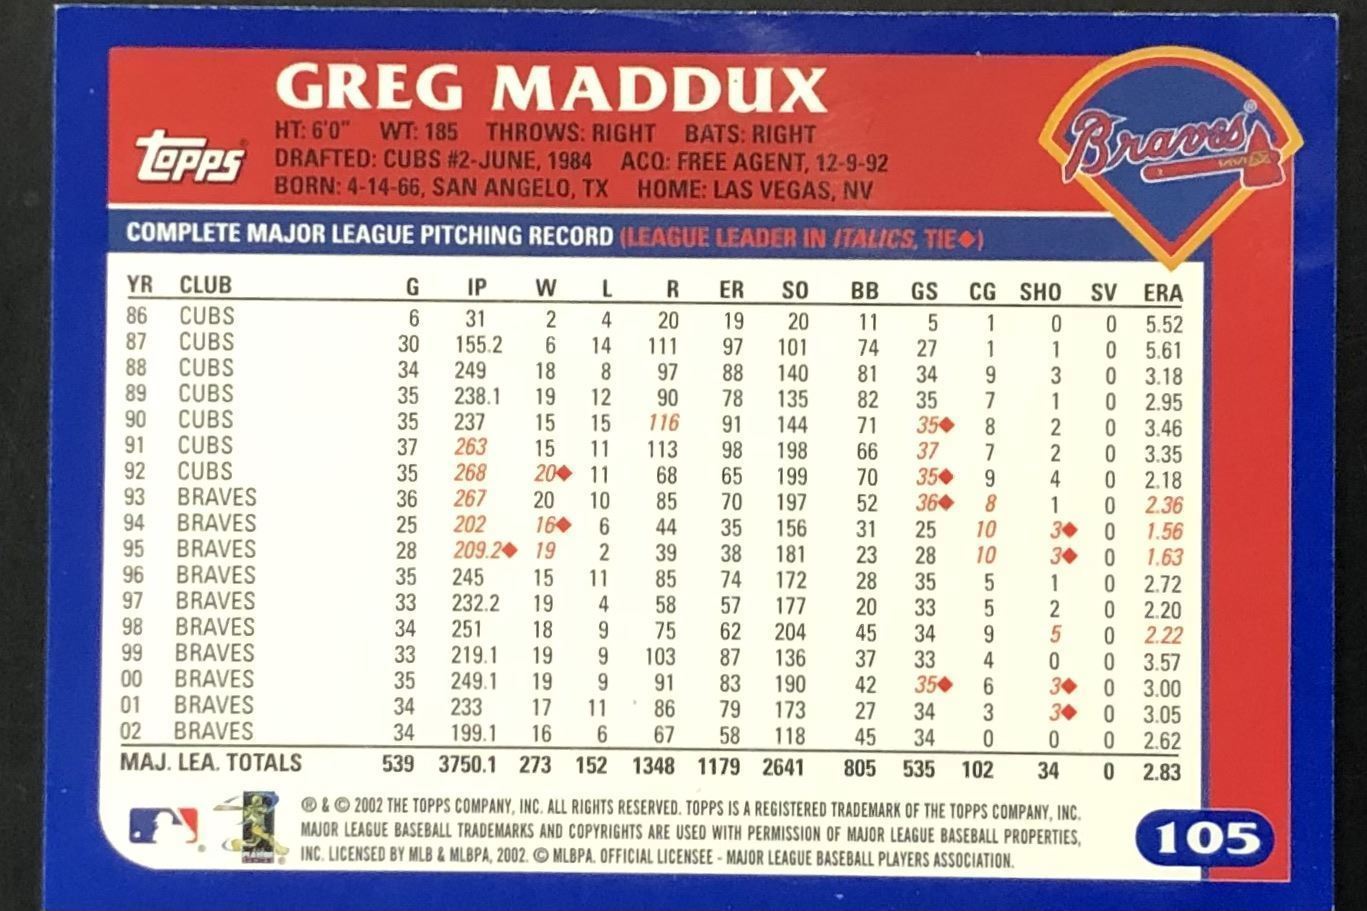 GREG MADDUX
HT: 6'0" WT: 185 THROWS: RIGHT BATS: RIGHT
Topps
DRAFTED: CUBS #2-JUNE, 1984 ACQ: FREE AGENT, 12-9-92
BORN: 4-14-66, SAN ANGELO, TX HOME: LAS VEGAS, NV
Braves®
COMPLETE MAJOR LEAGUE PITCHING RECORD (LEAGUE LEADER IN ITALICS, TIE♦)
YR CLUB G IP W L R ER SO BB GS CG SHO SV ERA
86 CUBS 6 31 2 4 20 19 20 11 5 1 0 0 5.52
87 CUBS 30 155.2 6 14 111 97 101 74 27 1 1 0 5.61
88 CUBS 34 249 18 8 97 88 140 81 34 9 3 0 3.18
89 CUBS 35 238.1 19 12 90 78 135 82 35 7 1 0 2.95
90 CUBS 35 237 15 15 116 91 144 71 35♦ 8 2 0 3.46
91 CUBS 37 263 15 11 113 98 198 66 37 7 2 0 3.35
92 CUBS 35 268 20♦ 11 68 65 199 70 35♦ 9 4 0 2.18
93 BRAVES 36 267 20 10 85 70 197 52 36♦ 8 1 0 2.36
94 BRAVES 25 202 16♦ 6 44 35 156 31 25 10 3♦ 0 1.56
95 BRAVES 28 209.2♦ 19 2 39 38 181 23 28 10 3♦ 0 1.63
96 BRAVES 35 245 15 11 85 74 172 28 35 5 1 0 2.72
97 BRAVES 33 232.2 19 4 58 57 177 20 33 5 2 0 2.20
98 BRAVES 34 251 18 9 75 62 204 45 34 9 5 0 2.22
99 BRAVES 33 219.1 19 9 103 87 136 37 33 4 0 0 3.57
00 BRAVES 35 249.1 19 9 91 83 190 42 35♦ 6 3♦ 0 3.00
01 BRAVES 34 233 17 11 86 79 173 27 34 3 3♦ 0 3.05
02 BRAVES 34 199.1 16 6 67 58 118 45 34 0 0 0 2.62
MAJ. LEA. TOTALS 539 3750.1 273 152 1348 1179 2641 805 535 102 34 0 2.83
® & © 2002 THE TOPPS COMPANY, INC. ALL RIGHTS RESERVED. TOPPS IS A REGISTERED TRADEMARK OF THE TOPPS COMPANY, INC.
MAJOR LEAGUE BASEBALL TRADEMARKS AND COPYRIGHTS ARE USED WITH PERMISSION OF MAJOR LEAGUE BASEBALL PROPERTIES,
INC. LICENSED BY MLB & MLBPA, 2002. © MLBPA. OFFICIAL LICENSEE - MAJOR LEAGUE BASEBALL PLAYERS ASSOCIATION.
105